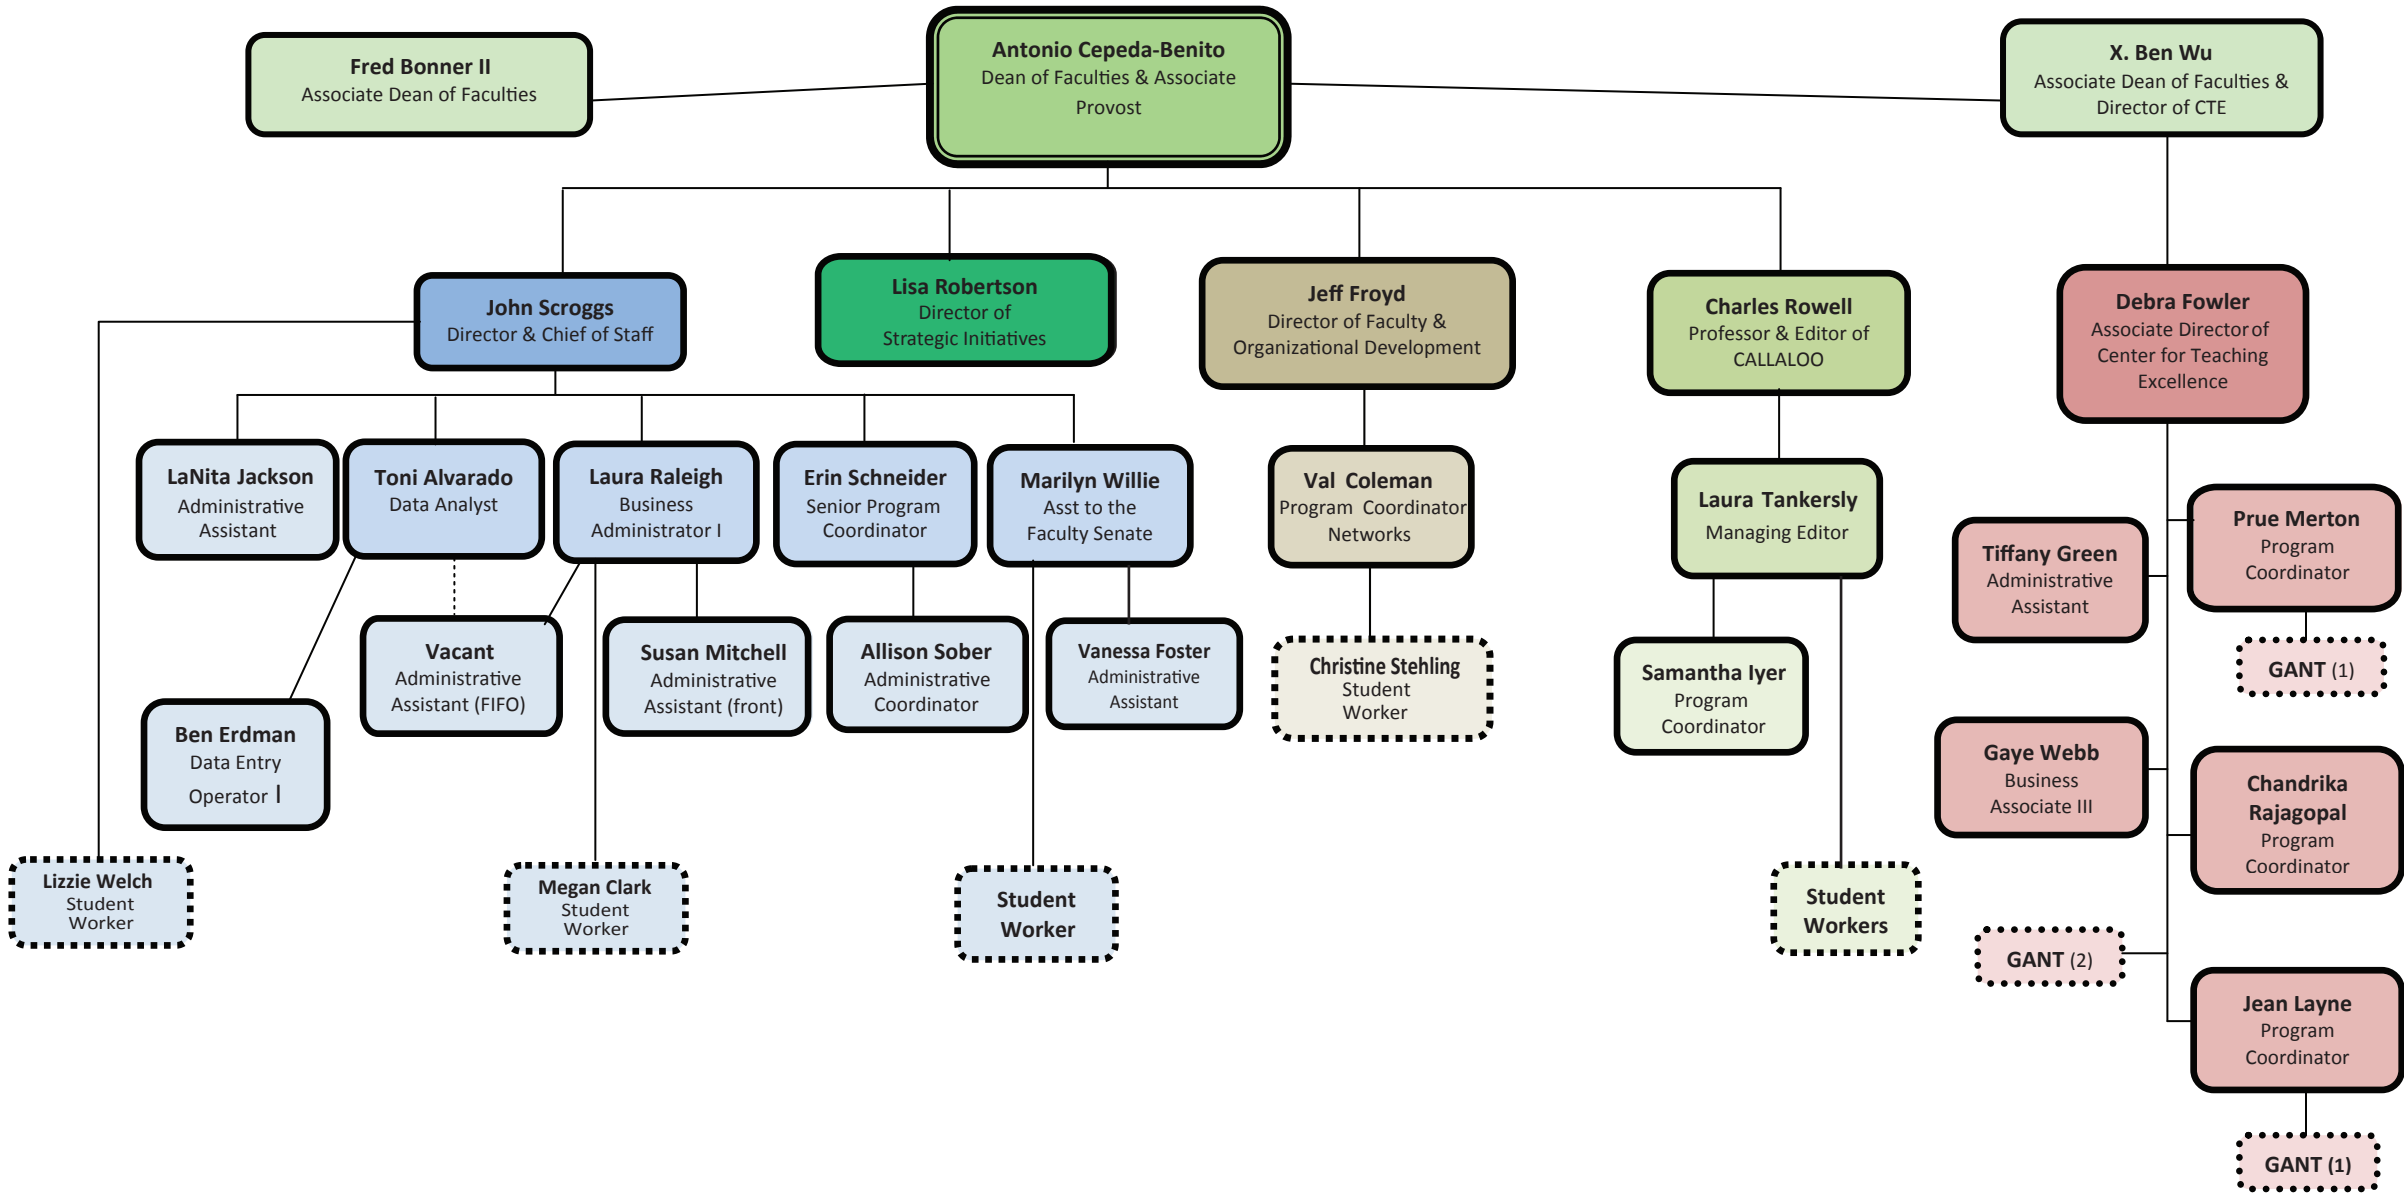 Fred Bonner II
Associate Dean of Faculties
Antonio Cepeda-Benito
Dean of Faculties & Associate
Provost
X. Ben Wu
Associate Dean of Faculties &
Director of CTE
John Scroggs
Director & Chief of Staff
Lisa Robertson
Director of
Strategic Initiatives
Jeff Froyd
Director of Faculty &
Organizational Development
Charles Rowell
Professor & Editor of
CALLALOO
Debra Fowler
Associate Director of
Center for Teaching
Excellence
LaNita Jackson
Administrative
Assistant
Toni Alvarado
Data Analyst
Laura Raleigh
Business
Administrator I
Erin Schneider
Senior Program
Coordinator
Marilyn Willie
Asst to the
Faculty Senate
Val Coleman
Program Coordinator
Networks
Laura Tankersly
Managing Editor
Tiffany Green
Administrative
Assistant
Prue Merton
Program
Coordinator
GANT (1)
Ben Erdman
Data Entry
Operator I
Vacant
Administrative
Assistant (FIFO)
Susan Mitchell
Administrative
Assistant (front)
Allison Sober
Administrative
Coordinator
Vanessa Foster
Administrative
Assistant
Christine Stehling
Student
Worker
Samantha Iyer
Program
Coordinator
Gaye Webb
Business
Associate III
Chandrika
Rajagopal
Program
Coordinator
Lizzie Welch
Student
Worker
Megan Clark
Student
Worker
Student
Worker
Student
Workers
GANT (2)
Jean Layne
Program
Coordinator
GANT (1)